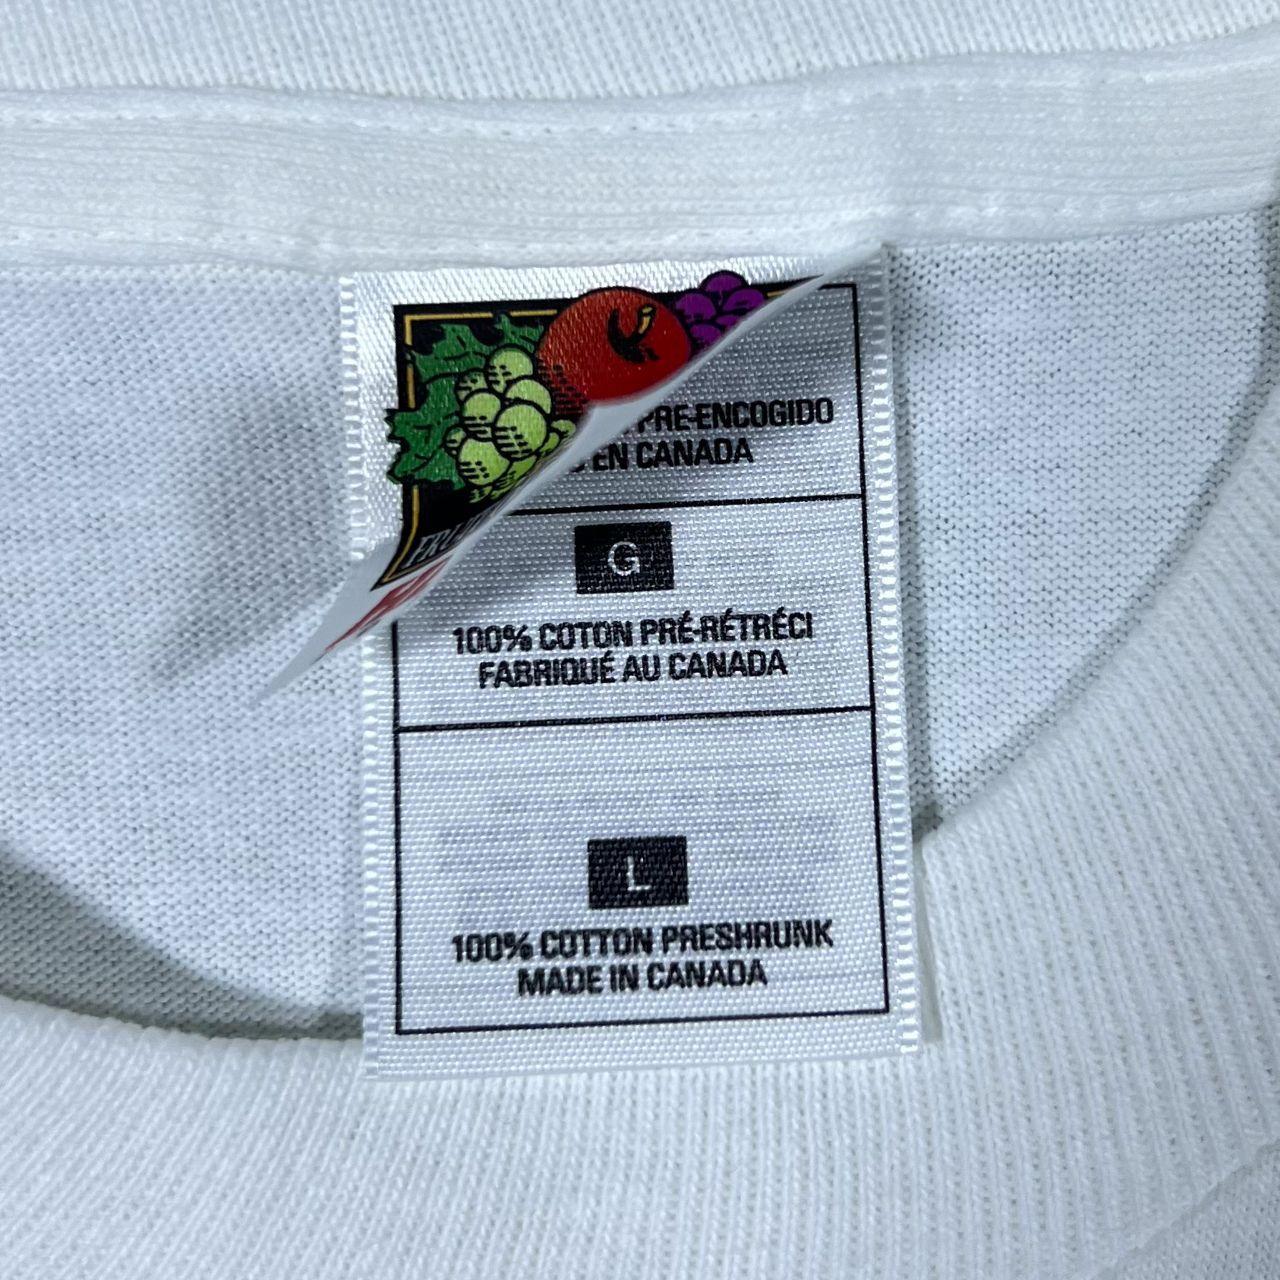 PRE-ENCOGIDO
EN CANADA
G
100% COTON PRÉ-RÉTRÉCI
FABRIQUÉ AU CANADA
L
100% COTTON PRESHRUNK
MADE IN CANADA